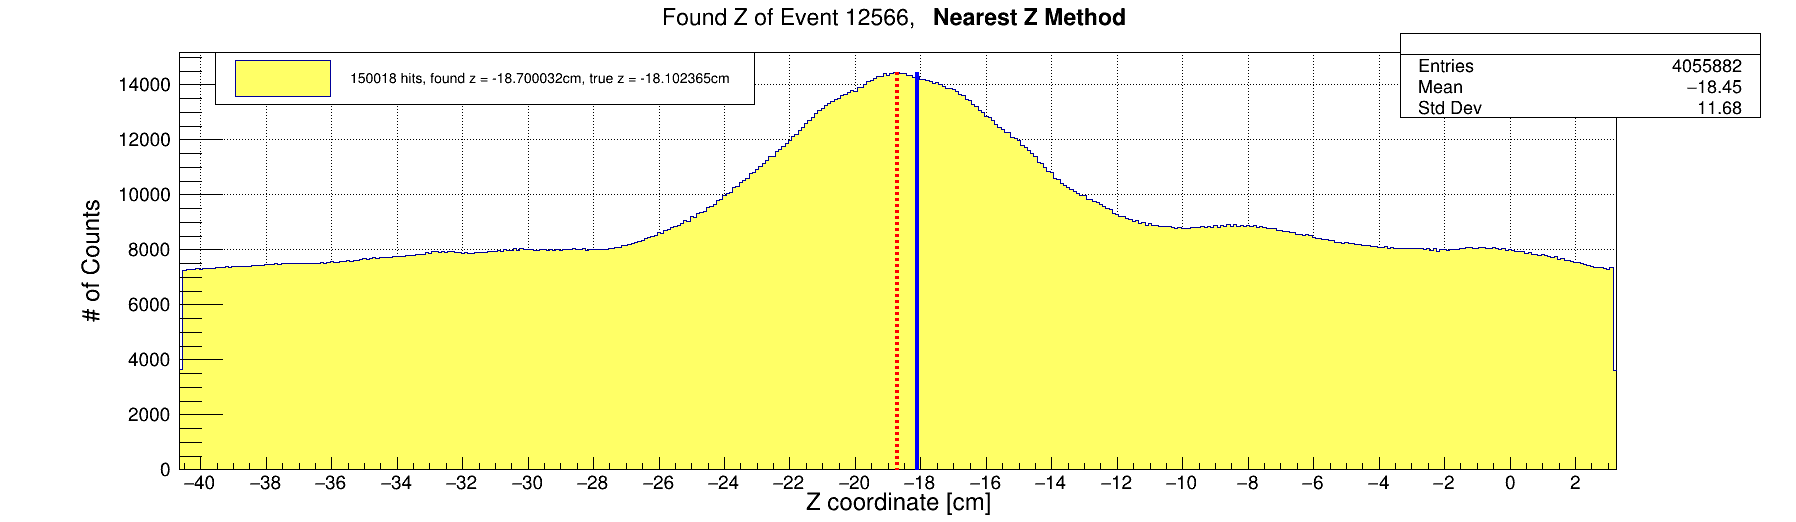 Found Z of Event 12566, Nearest Z Method
150018 hits, found z = -18.700032cm, true z = -18.102365cm
Entries 4055882
Mean −18.45
Std Dev 11.68
# of Counts
14000
12000
10000
8000
6000
4000
2000
0
−40 −38 −36 −34 −32 −30 −28 −26 −24 −22 −20 −18 −16 −14 −12 −10 −8 −6 −4 −2 0 2
Z coordinate [cm]